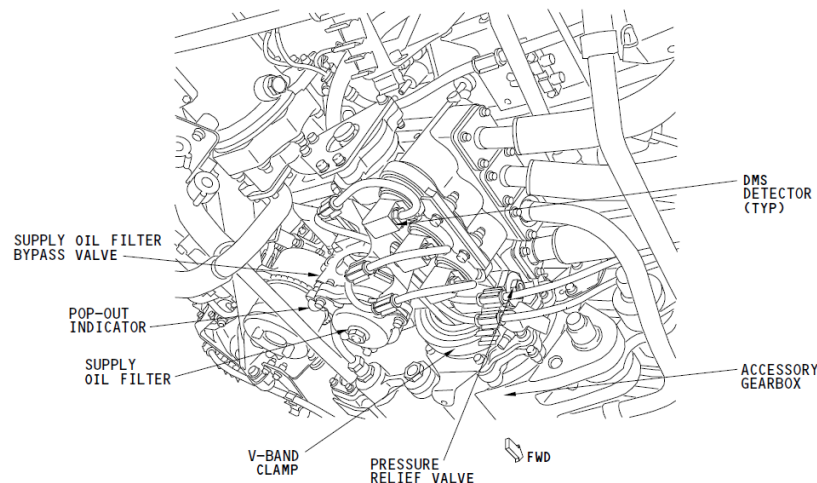 DMS
DETECTOR
(TYP)
SUPPLY OIL FILTER
BYPASS VALVE
POP-OUT
INDICATOR
SUPPLY
OIL FILTER
ACCESSORY
GEARBOX
V-BAND
CLAMP
PRESSURE
RELIEF VALVE
FWD